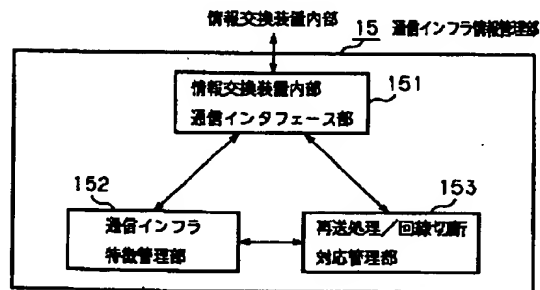 情報交換装置内部
15 通信インフラ情報管理部
情報交換装置内部
通信インタフェース部
151
152
通信インフラ
特徴管理部
153
再送処理/回線切断
対応管理部